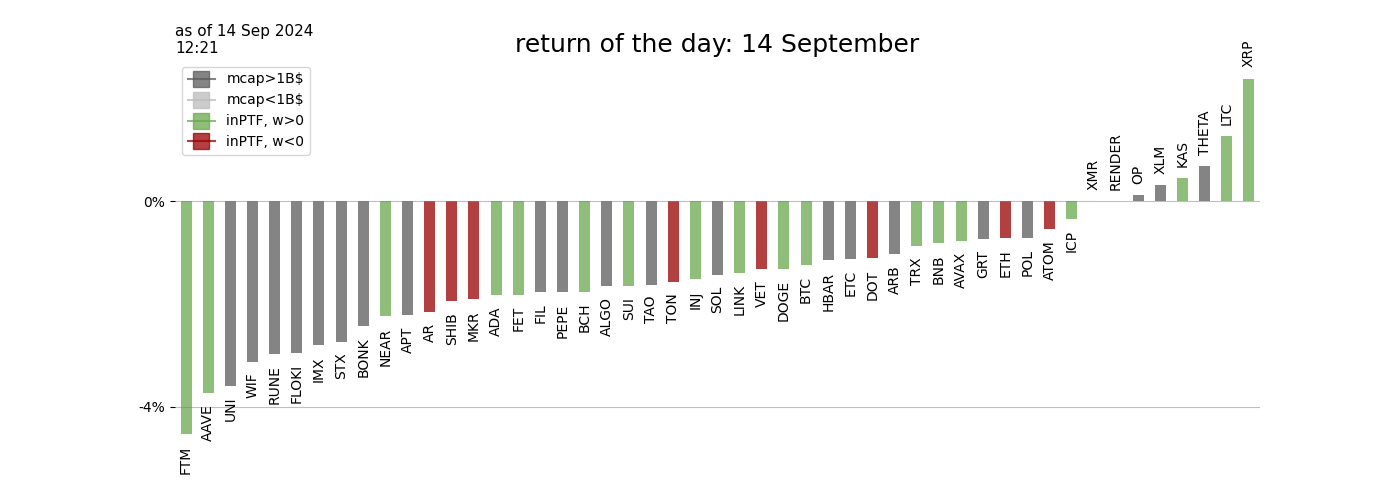 as of 14 Sep 2024
12:21
return of the day: 14 September
mcap>1B$
mcap<1B$
inPTF, w>0
inPTF, w<0
0%
-4%
FTM
AAVE
UNI
WIF
RUNE
FLOKI
IMX
STX
BONK
NEAR
APT
AR
SHIB
MKR
ADA
FET
FIL
PEPE
BCH
ALGO
SUI
TAO
TON
INJ
SOL
LINK
VET
DOGE
BTC
HBAR
ETC
DOT
ARB
TRX
BNB
AVAX
GRT
ETH
POL
ATOM
ICP
XMR
RENDER
OP
XLM
KAS
THETA
LTC
XRP